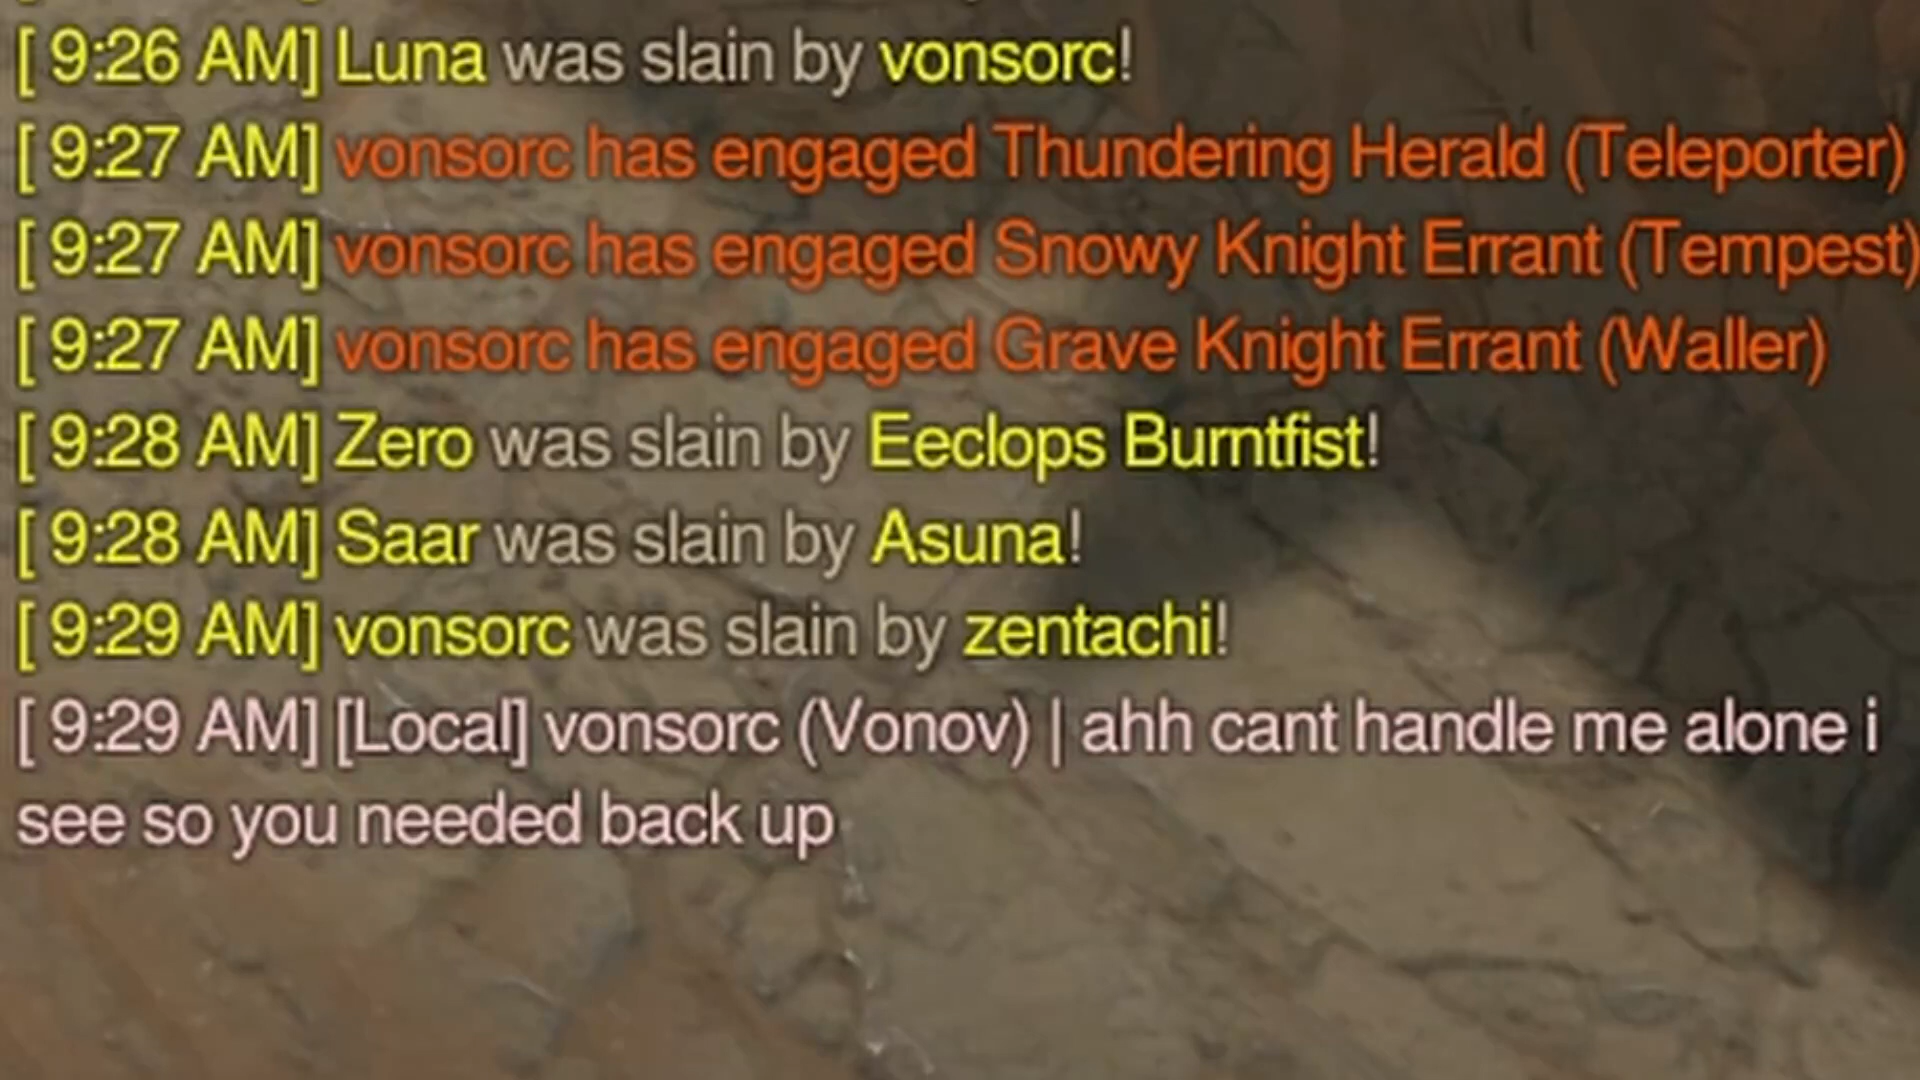 [ 9:26 AM] Luna was slain by vonsorc!
[ 9:27 AM] vonsorc has engaged Thundering Herald (Teleporter)
[ 9:27 AM] vonsorc has engaged Snowy Knight Errant (Tempest)
[ 9:27 AM] vonsorc has engaged Grave Knight Errant (Waller)
[ 9:28 AM] Zero was slain by Eeclops Burntfist!
[ 9:28 AM] Saar was slain by Asuna!
[ 9:29 AM] vonsorc was slain by zentachi!
[ 9:29 AM] [Local] vonsorc (Vonov) | ahh cant handle me alone i
see so you needed back up